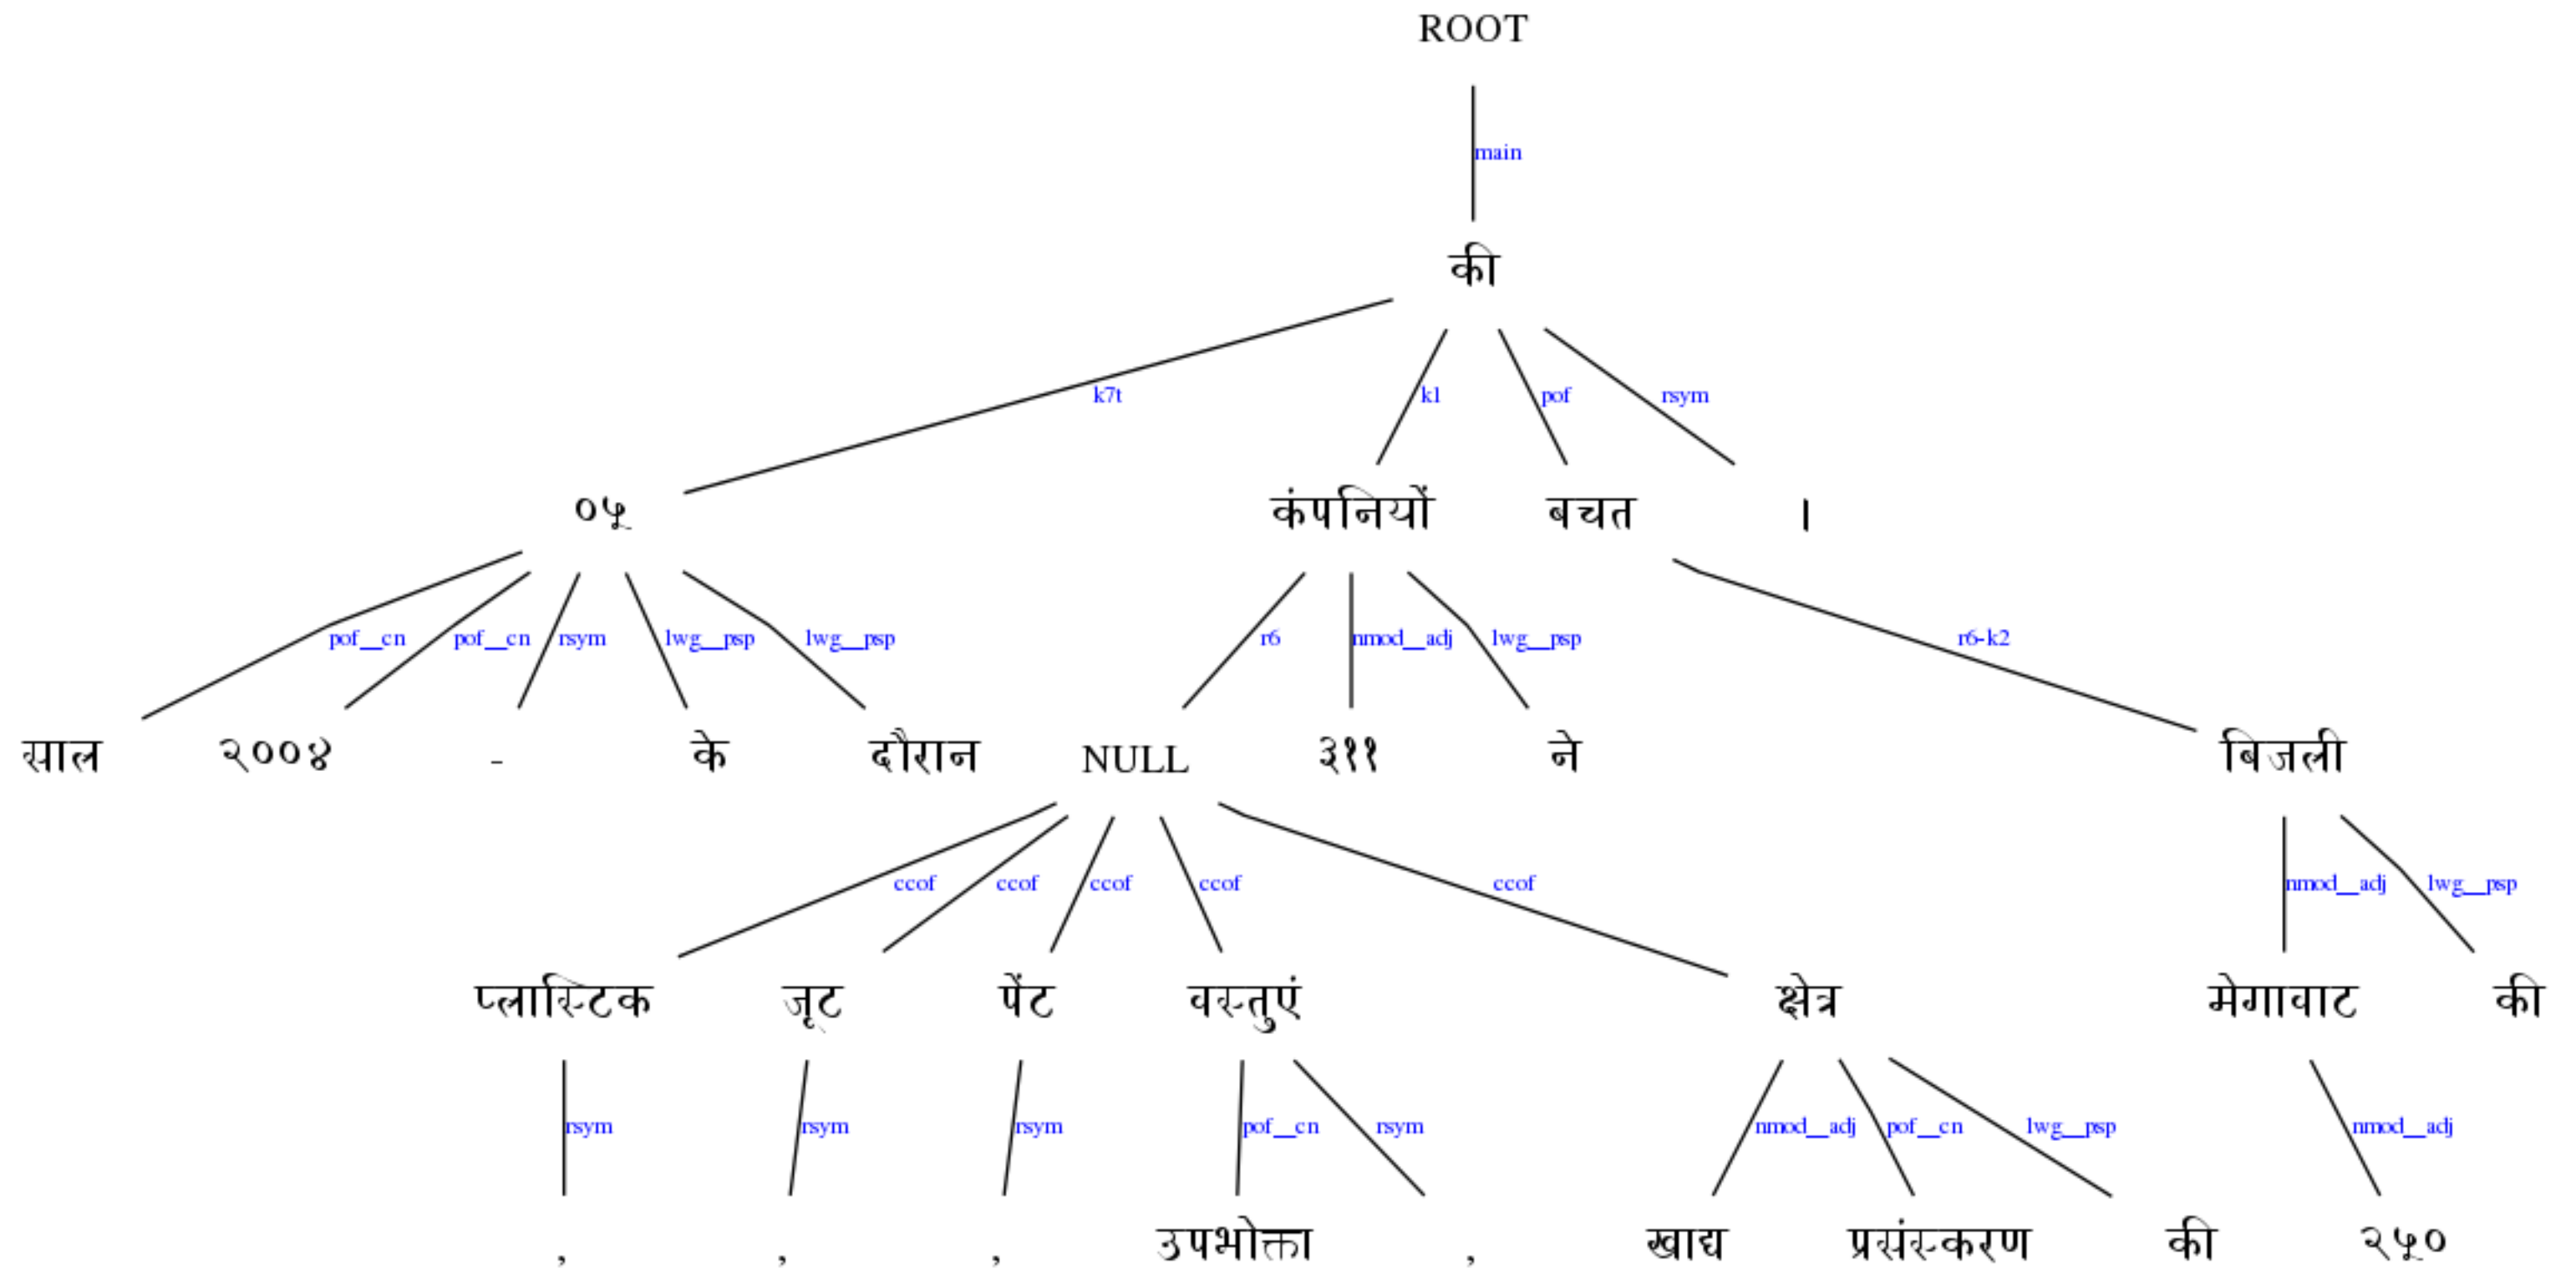 ROOT
main
की
k7t k1 pof rsym
०५ कंपनियों बचत ।
pof__cn pof__cn rsym lwg__psp lwg__psp r6 nmod__adj lwg__psp r6-k2
साल २००४ - के दौरान NULL ३११ ने बिजली
ccof ccof ccof ccof ccof nmod__adj lwg__psp
प्लास्टिक जूट पेंट वस्तुएं क्षेत्र मेगावाट की
rsym rsym rsym pof__cn rsym nmod__adj pof__cn lwg__psp nmod__adj
, , , उपभोक्ता , खाद्य प्रसंस्करण की २५०